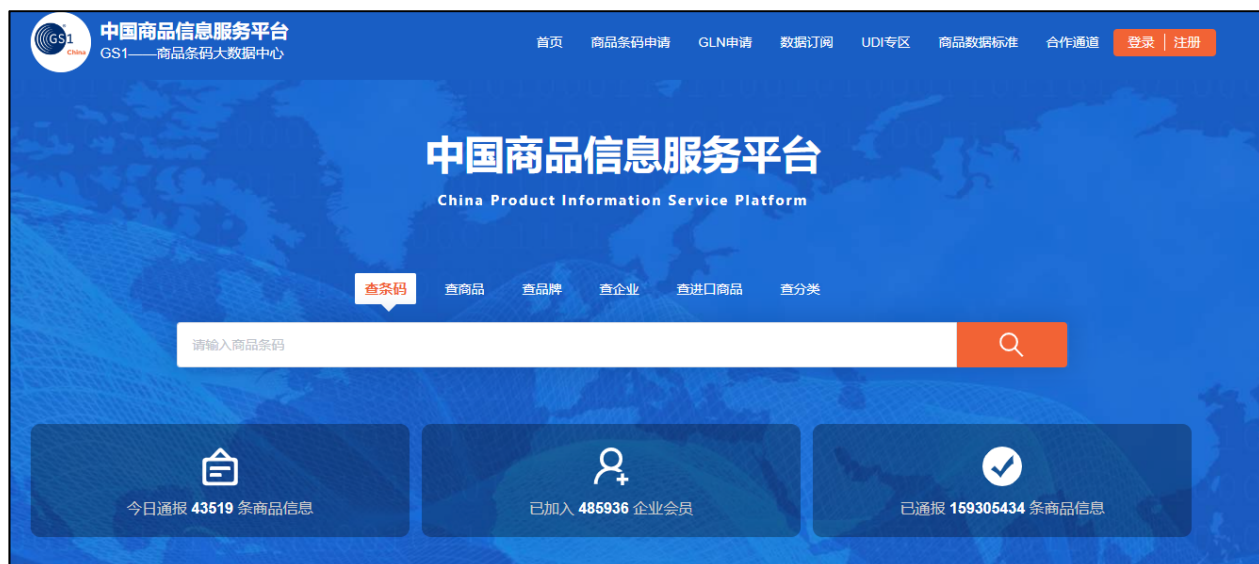 GS1
China
中国商品信息服务平台
GS1——商品条码大数据中心
首页 商品条码申请 GLN申请 数据订阅 UDI专区 商品数据标准 合作通道 登录 | 注册
中国商品信息服务平台
China Product Information Service Platform
查条码 查商品 查品牌 查企业 查进口商品 查分类
请输入商品条码
今日通报 43519 条商品信息
已加入 485936 企业会员
已通报 159305434 条商品信息